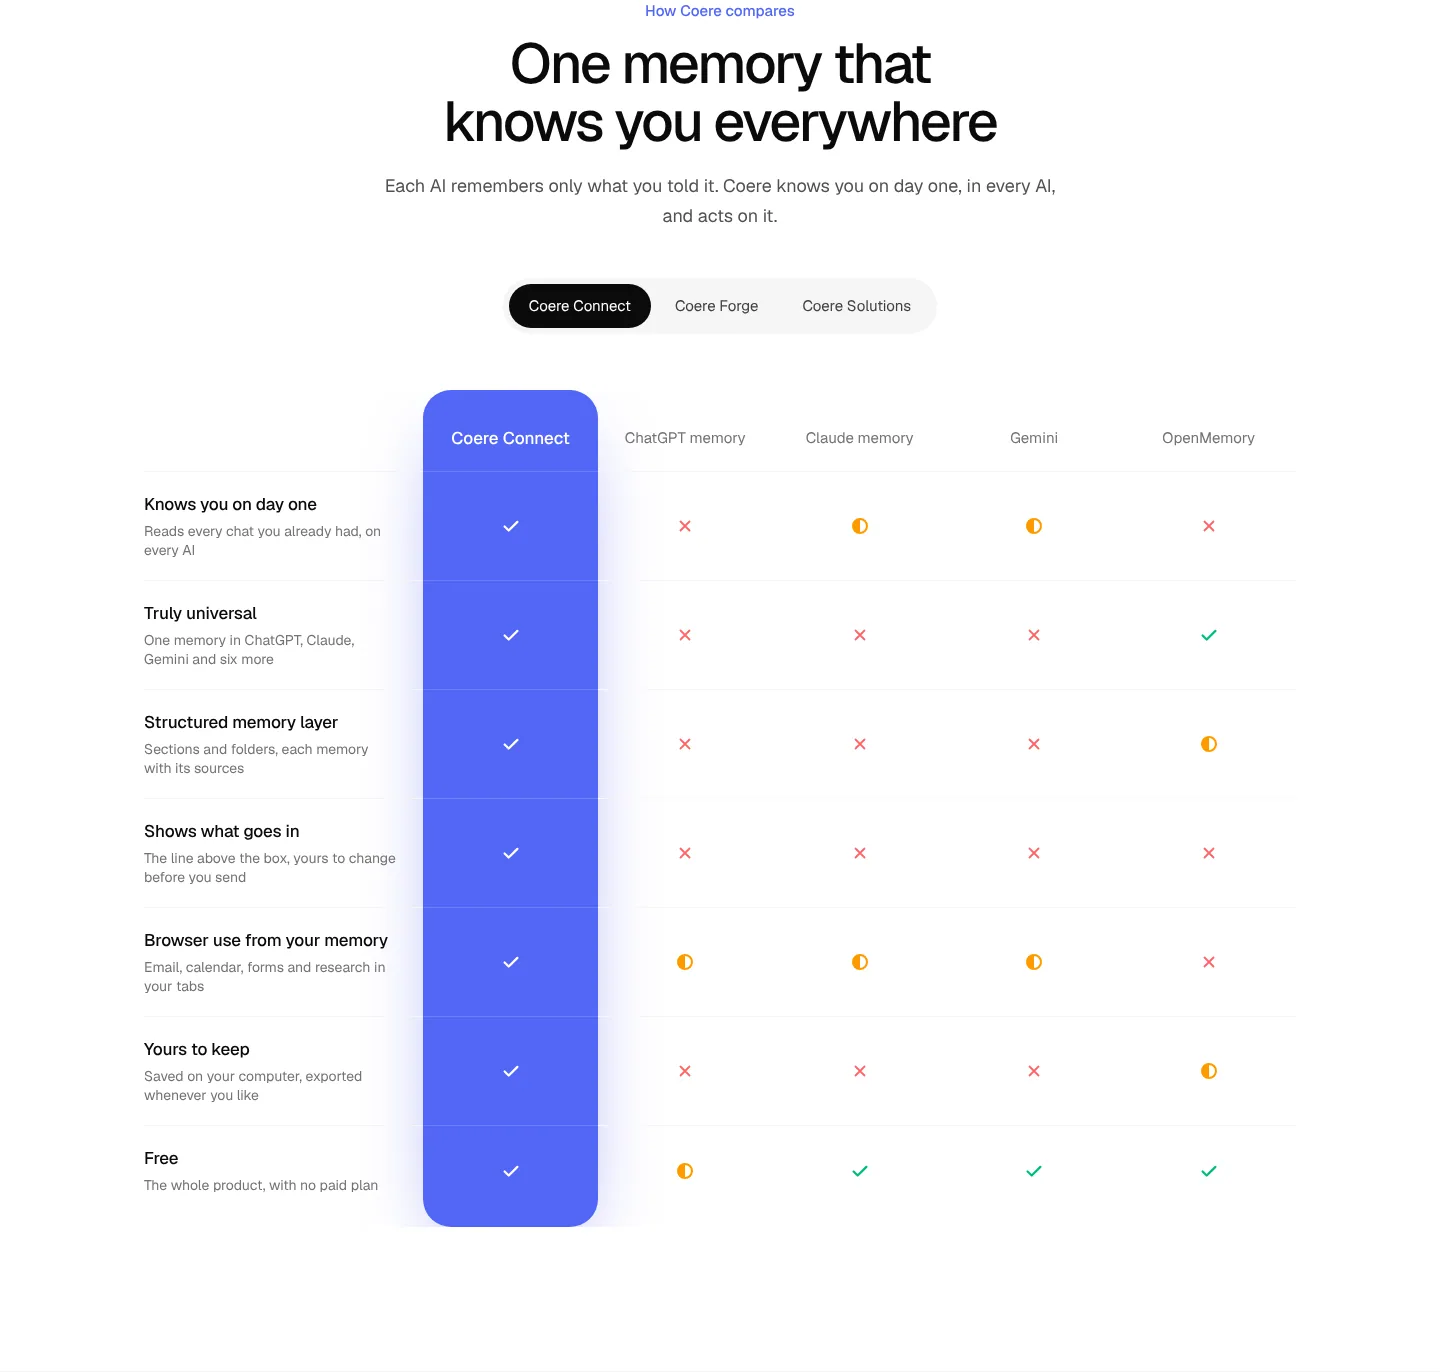 How Coere compares
One memory that
knows you everywhere
Each AI remembers only what you told it. Coere knows you on day one, in every AI,
and acts on it.
Coere Connect
Coere Forge
Coere Solutions
Coere Connect
ChatGPT memory
Claude memory
Gemini
OpenMemory
Knows you on day one
Reads every chat you already had, on
every AI
Truly universal
One memory in ChatGPT, Claude,
Gemini and six more
Structured memory layer
Sections and folders, each memory
with its sources
Shows what goes in
The line above the box, yours to change
before you send
Browser use from your memory
Email, calendar, forms and research in
your tabs
Yours to keep
Saved on your computer, exported
whenever you like
Free
The whole product, with no paid plan